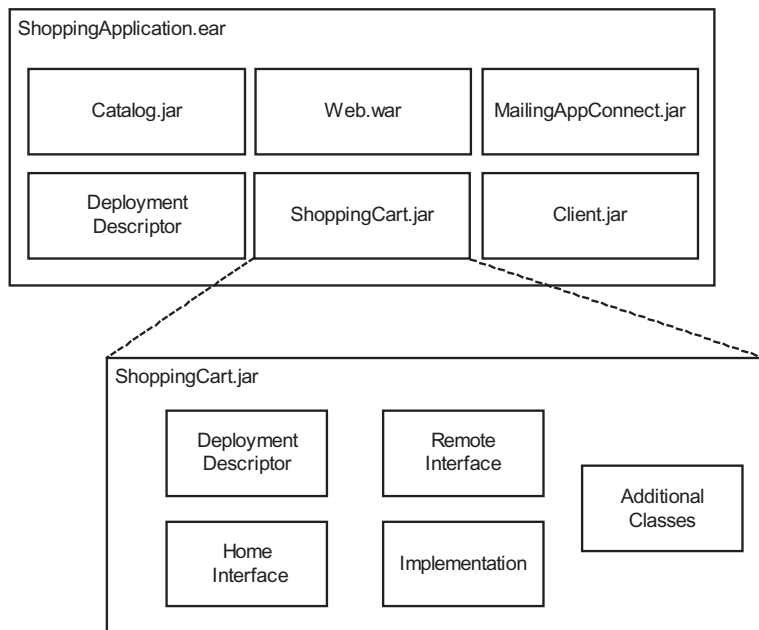 ShoppingApplication.ear
Catalog.jar
Web.war
MailingAppConnect.jar
Deployment
Descriptor
ShoppingCart.jar
Client.jar
ShoppingCart.jar
Deployment
Descriptor
Remote
Interface
Additional
Classes
Home
Interface
Implementation